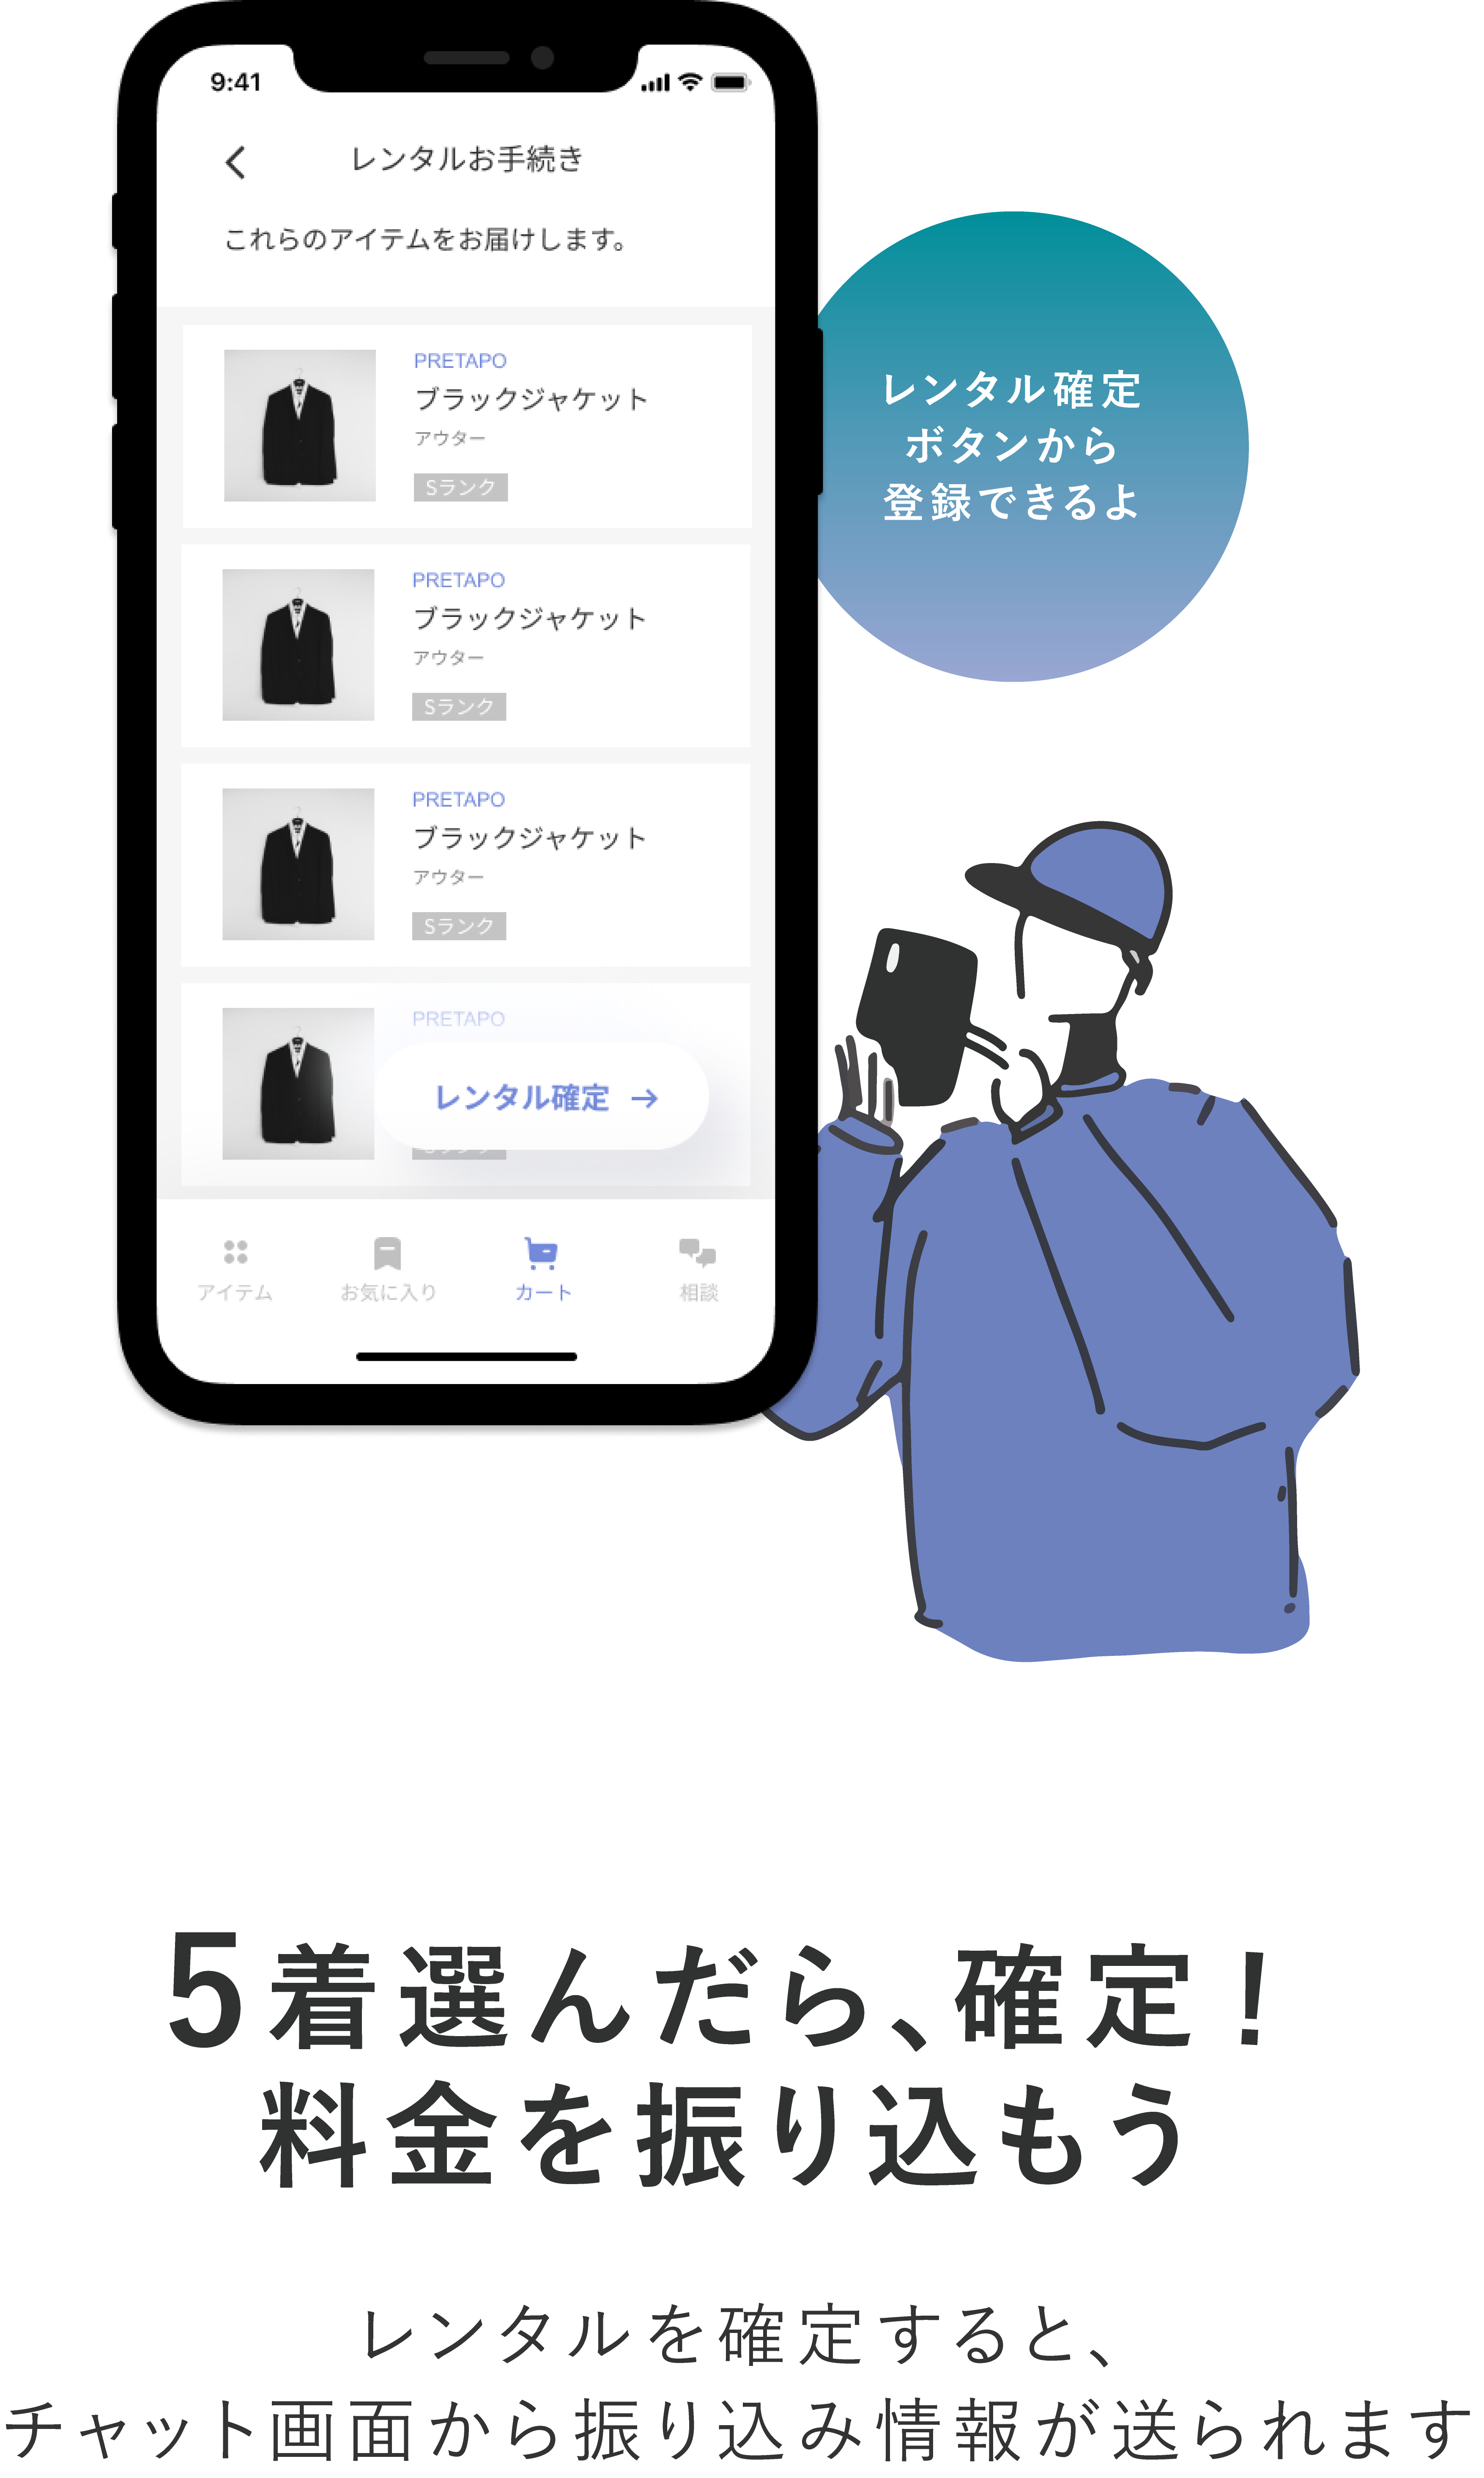 9:41
レンタルお手続き
これらのアイテムをお届けします。
PRETAPO
ブラックジャケット
アウター
Sランク
PRETAPO
ブラックジャケット
アウター
Sランク
PRETAPO
ブラックジャケット
アウター
Sランク
PRETAPO
レンタル確定 →
Sランク
アイテム
お気に入り
カート
相談
レンタル確定
ボタンから
登録できるよ
5着選んだら、確定！
料金を振り込もう
レンタルを確定すると、
チャット画面から振り込み情報が送られます